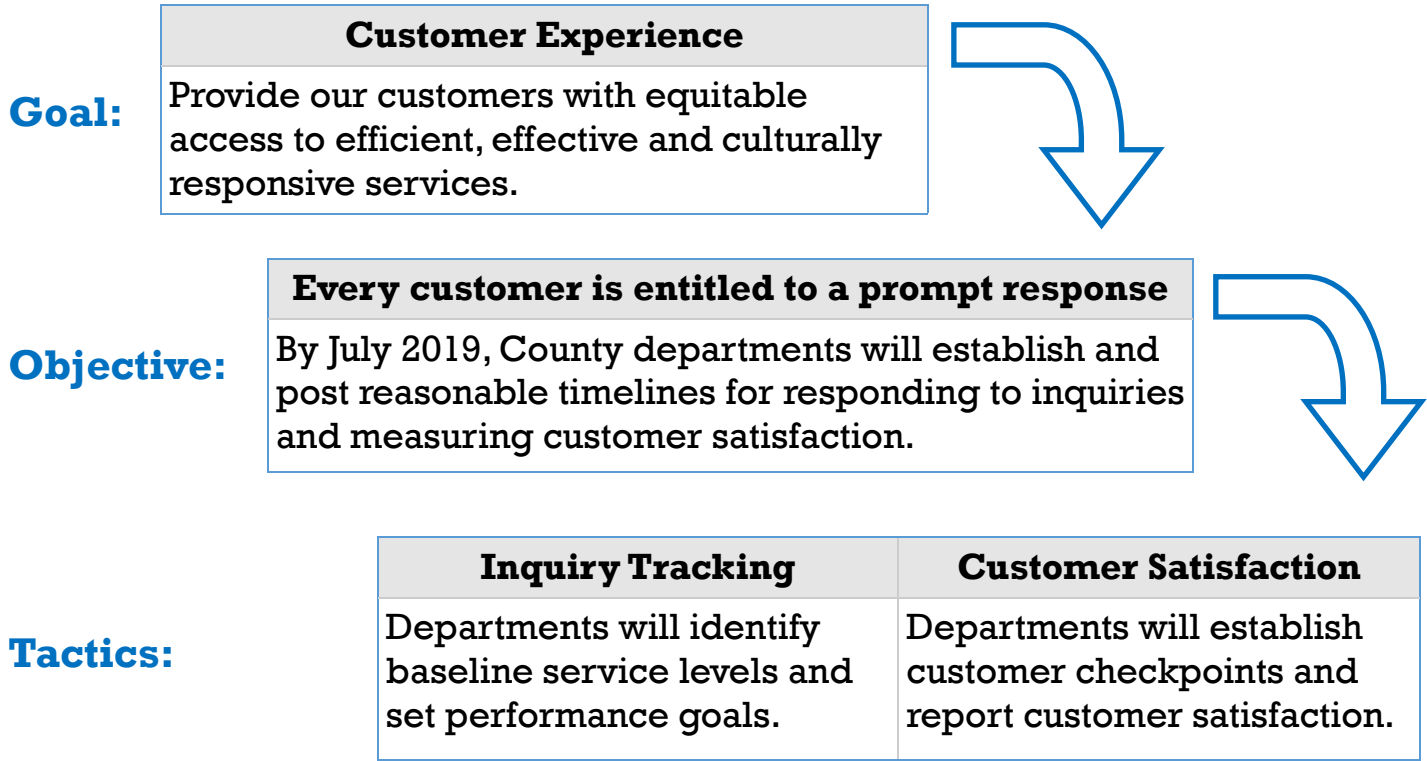 Customer Experience
Goal:
Provide our customers with equitable
access to efficient, effective and culturally
responsive services.
Every customer is entitled to a prompt response
Objective:
By July 2019, County departments will establish and
post reasonable timelines for responding to inquiries
and measuring customer satisfaction.
Tactics:
Inquiry Tracking
Departments will identify
baseline service levels and
set performance goals.
Customer Satisfaction
Departments will establish
customer checkpoints and
report customer satisfaction.